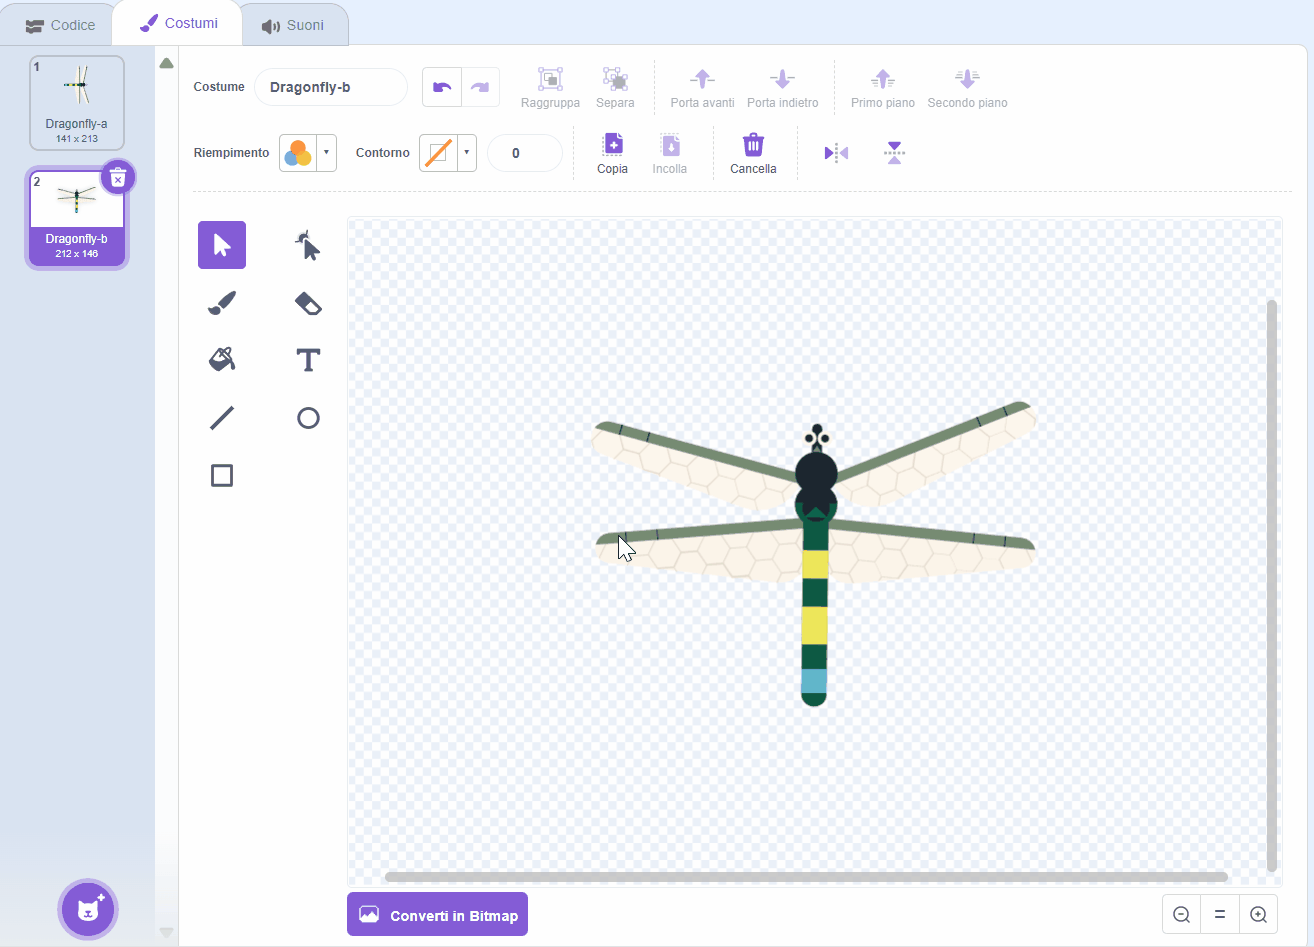 Codice
Costumi
Suoni
1
Dragonfly-a
141 x 213
2
Dragonfly-b
212 x 146
Costume
Dragonfly-b
Raggruppa
Separa
Porta avanti
Porta indietro
Primo piano
Secondo piano
Riempimento
Contorno
0
Copia
Incolla
Cancella
T
Converti in Bitmap